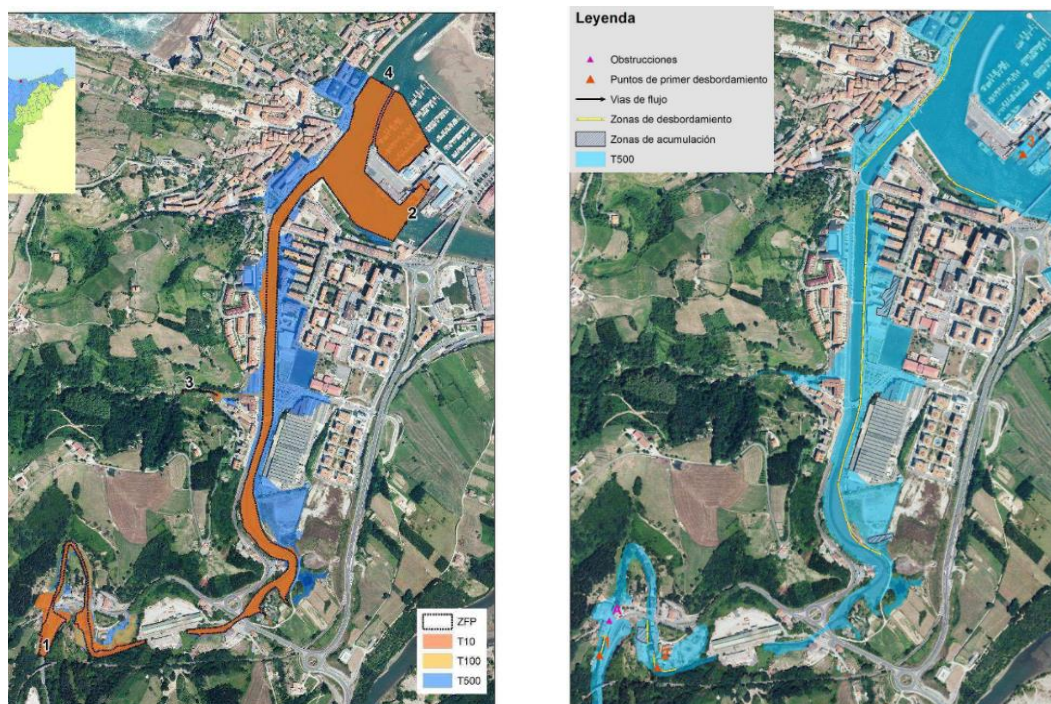 4
2
3
1
ZFP
T10
T100
T500
Leyenda
Obstrucciones
Puntos de primer desbordamiento
Vias de flujo
Zonas de desbordamiento
Zonas de acumulación
T500